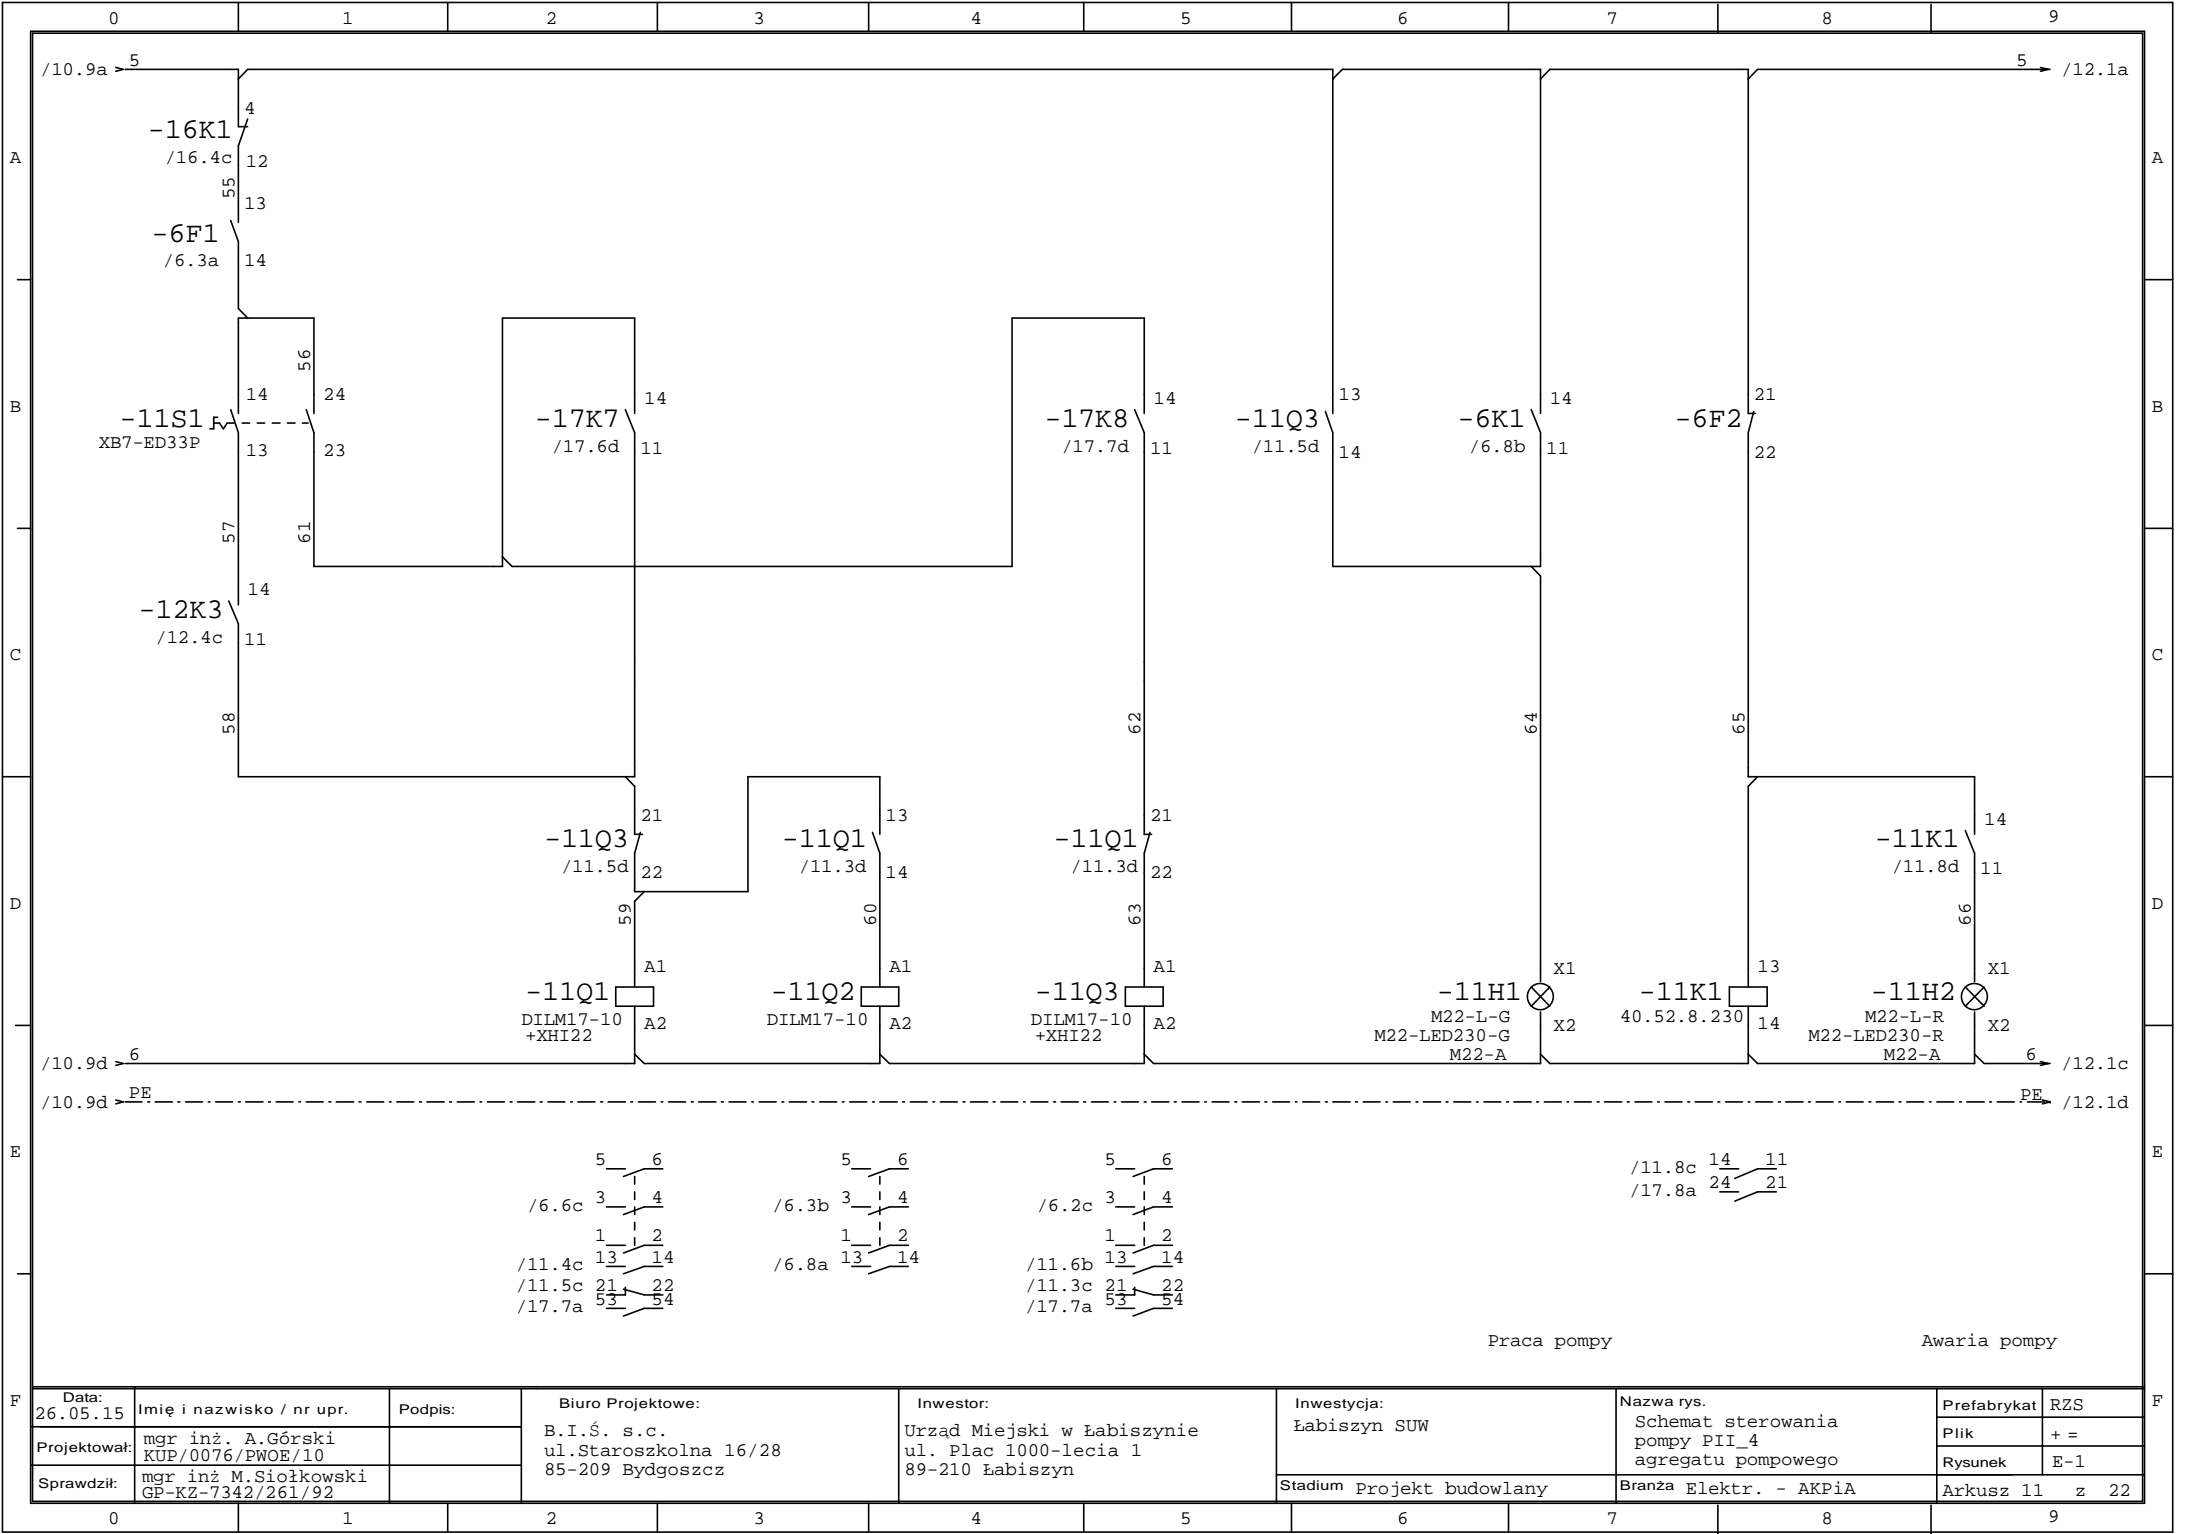 0 1 2 3 4 5 6 7 8 9
/10.9a 5
5 /12.1a
4
-16K1
/16.4c 12
A A
55
13
-6F1
/6.3a 14
56
14 24 14 14 13 14 21
B B
-11S1 -17K7 -17K8 -11Q3 -6K1 -6F2
XB7-ED33P 13 23 /17.6d 11 /17.7d 11 /11.5d 14 /6.8b 11 22
57 61
14
-12K3
/12.4c 11
C C
58 62 64 65
21 13 21 14
-11Q3 -11Q1 -11Q1 -11K1
/11.5d 22 /11.3d 14 /11.3d 22 /11.8d 11
D D
59 60 63 66
A1 A1 A1 X1 13 X1
-11Q1 -11Q2 -11Q3 -11H1 -11K1 -11H2
DILM17-10 DILM17-10 DILM17-10 M22-L-G 40.52.8.230 M22-L-R
A2 A2 A2 X2 14 X2
+XHI22 +XHI22 M22-LED230-G M22-LED230-R
M22-A M22-A
/10.9d 6
6 /12.1c
/10.9d PE
PE /12.1d
E E
5 6 5 6 5 6 /11.8c 14 11
/6.6c 3 4 /6.3b 3 4 /6.2c 3 4 /17.8a 24 21
1 2 1 2 1 2
/11.4c 13 14 /6.8a 13 14 /11.6b 13 14
/11.5c 21 22 /11.3c 21 22
/17.7a 53 54 /17.7a 53 54
Praca pompy Awaria pompy
F F
Data:
26.05.15
Imię i nazwisko / nr upr.
Podpis:
Projektował:
mgr inż. A.Górski
KUP/0076/PWOE/10
Sprawdził:
mgr inż M.Siołkowski
GP-KZ-7342/261/92
Biuro Projektowe:
B.I.Ś. s.c.
ul.Staroszkolna 16/28
85-209 Bydgoszcz
Inwestor:
Urząd Miejski w Łabiszynie
ul. Plac 1000-lecia 1
89-210 Łabiszyn
Inwestycja:
Łabiszyn SUW
Stadium Projekt budowlany
Nazwa rys.
Schemat sterowania
pompy PII_4
agregatu pompowego
Branża Elektr. - AKPiA
Prefabrykat RZS
Plik + =
Rysunek E-1
Arkusz 11 z 22
0 1 2 3 4 5 6 7 8 9